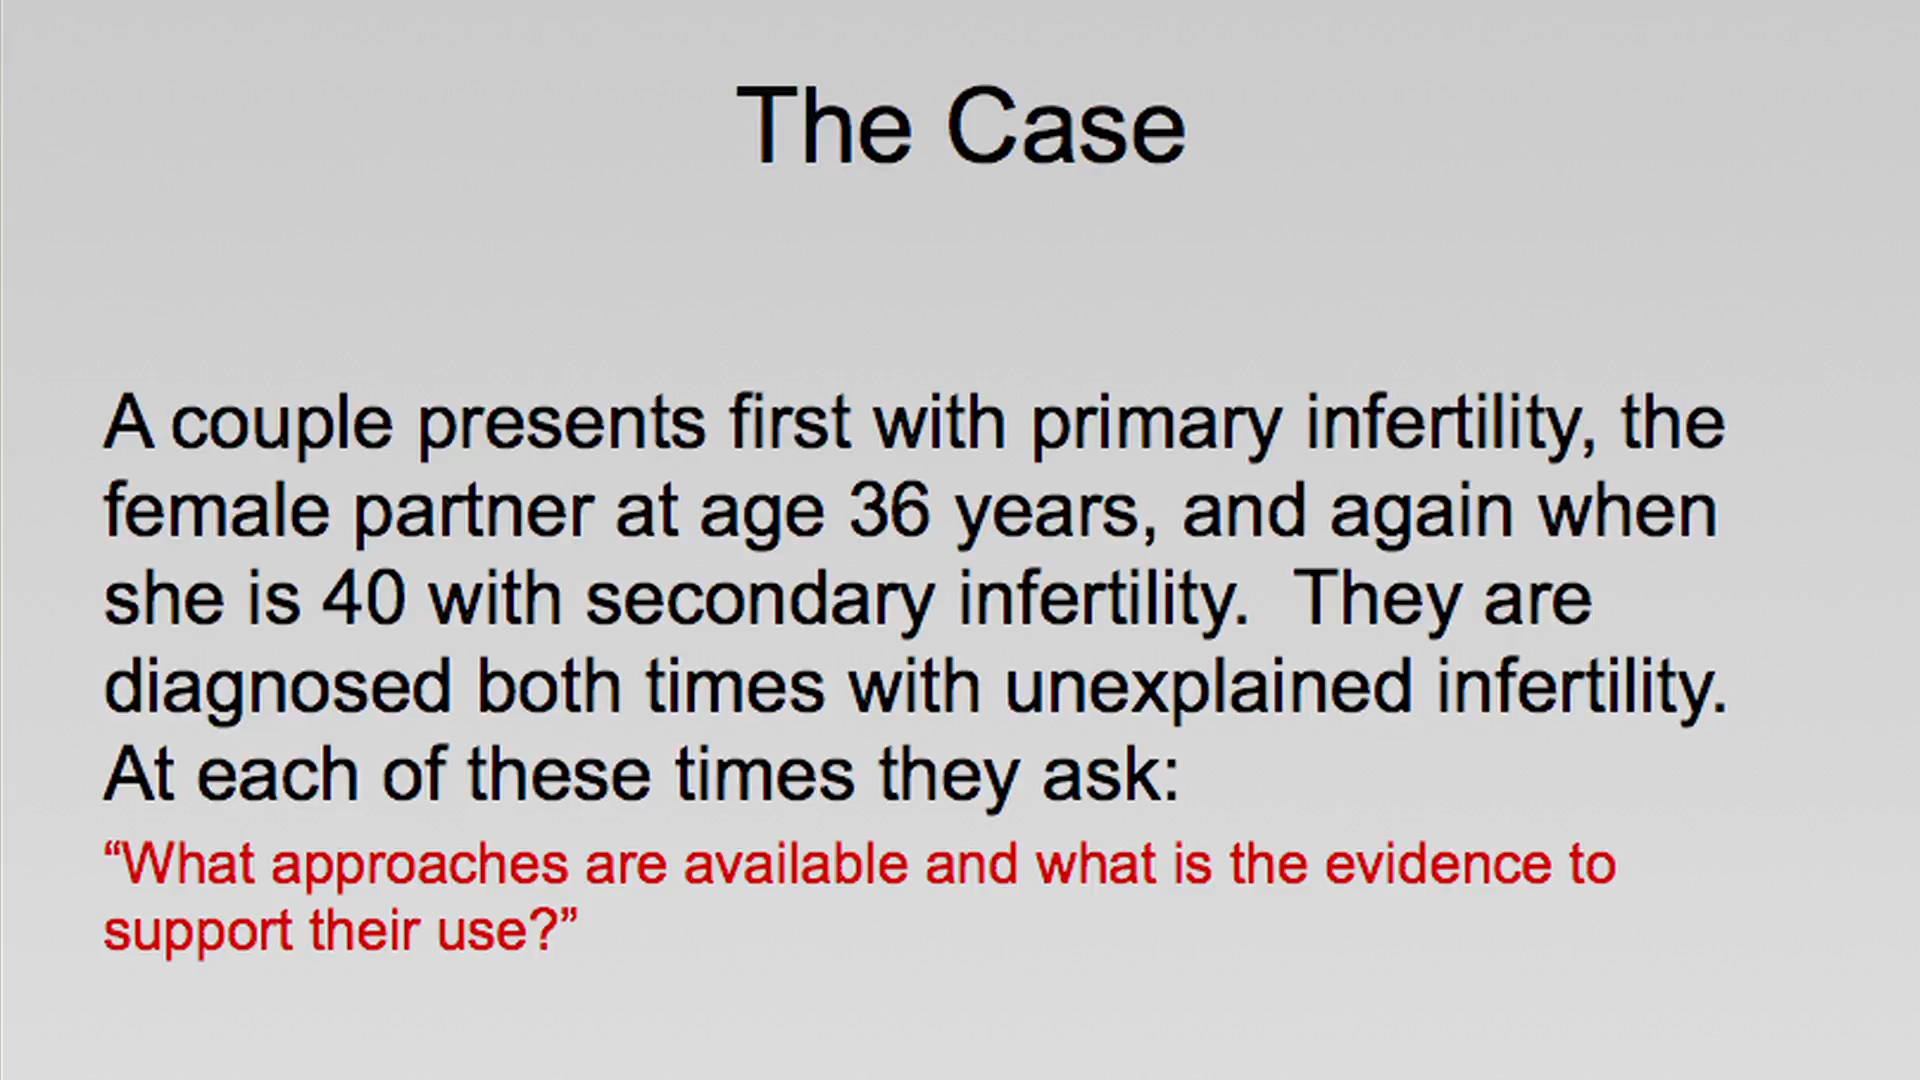 The Case
A couple presents first with primary infertility, the
female partner at age 36 years, and again when
she is 40 with secondary infertility.  They are
diagnosed both times with unexplained infertility.
At each of these times they ask:
“What approaches are available and what is the evidence to
support their use?”